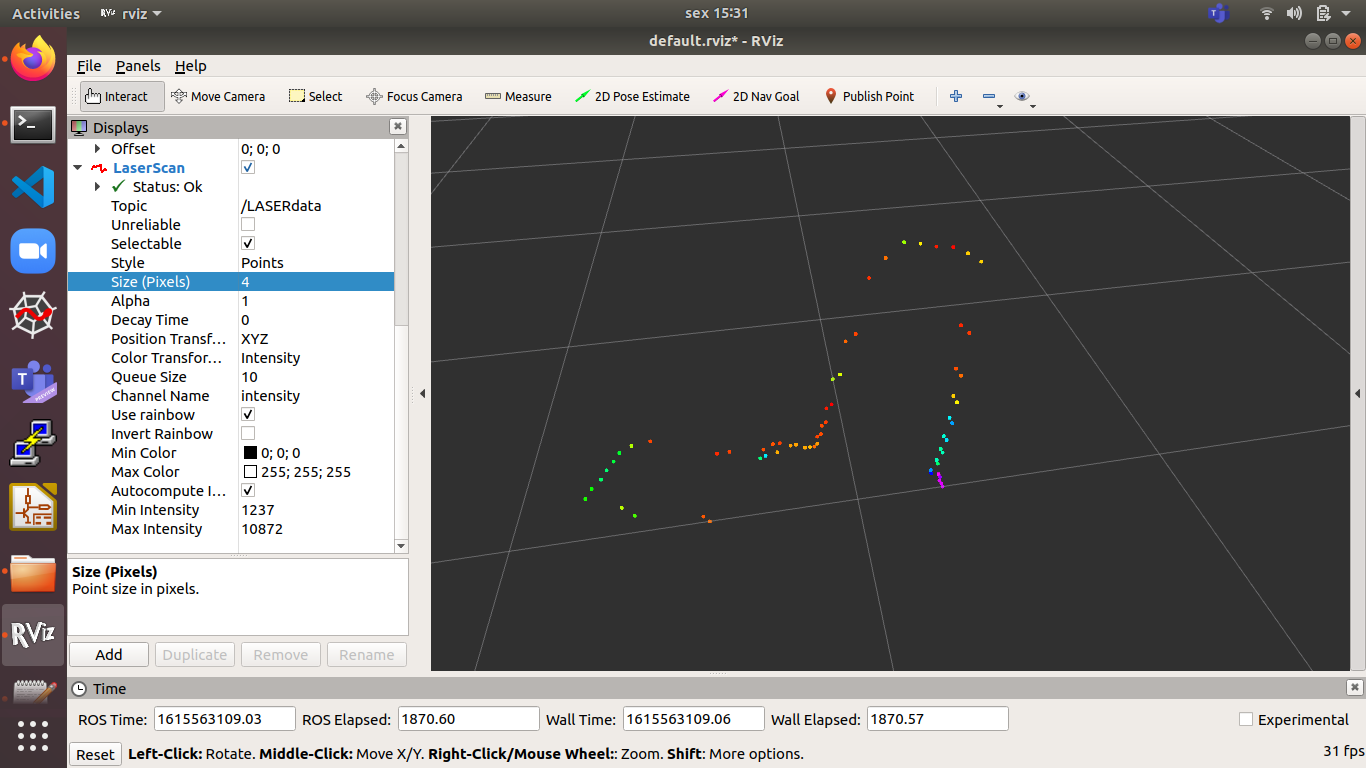 Activities RViz rviz sex 15:31
default.rviz* - RViz
File Panels Help
Interact Move Camera Select Focus Camera Measure 2D Pose Estimate 2D Nav Goal Publish Point
Displays
Offset 0; 0; 0
LaserScan
Status: Ok
Topic /LASERdata
Unreliable
Selectable
Style Points
Size (Pixels) 4
Alpha 1
Decay Time 0
Position Transf... XYZ
Color Transfor... Intensity
Queue Size 10
Channel Name intensity
Use rainbow
Invert Rainbow
Min Color 0; 0; 0
Max Color 255; 255; 255
Autocompute I...
Min Intensity 1237
Max Intensity 10872
Size (Pixels)
Point size in pixels.
Add Duplicate Remove Rename
T
PREVIEW
RViz
Time
ROS Time: 1615563109.03 ROS Elapsed: 1870.60 Wall Time: 1615563109.06 Wall Elapsed: 1870.57 Experimental
Reset Left-Click: Rotate. Middle-Click: Move X/Y. Right-Click/Mouse Wheel:: Zoom. Shift: More options. 31 fps